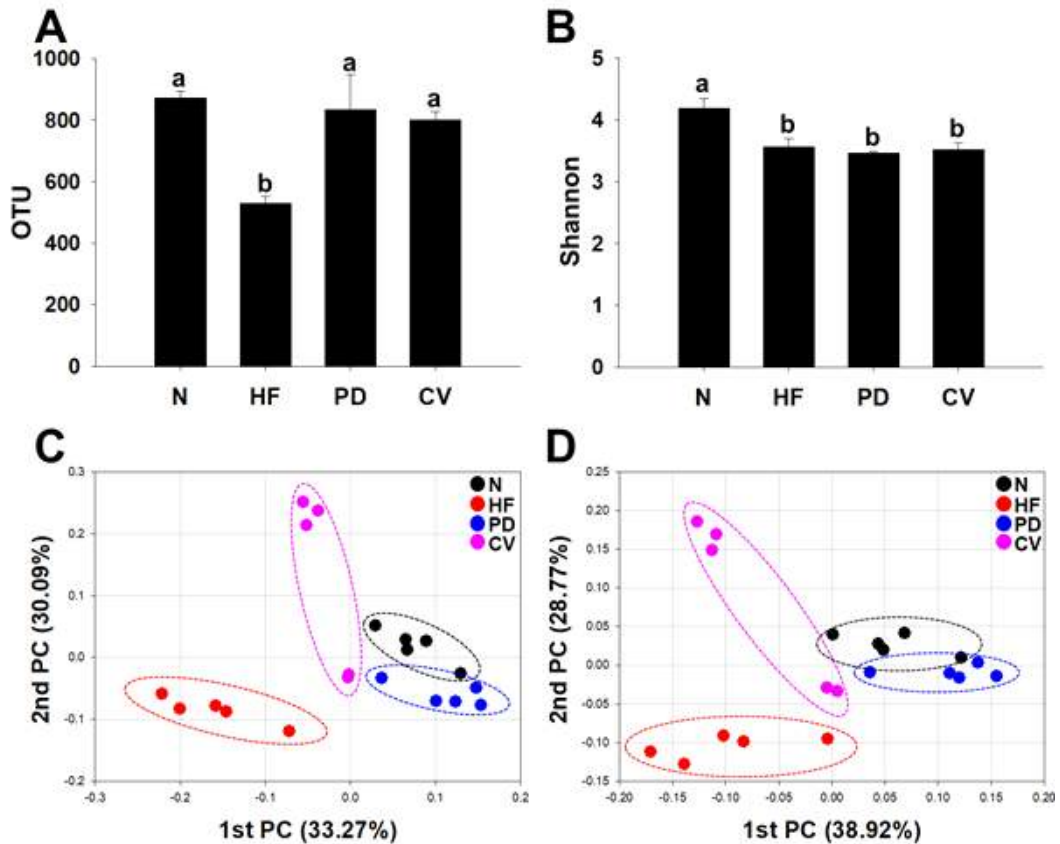 A
1000
800
600
400
200
0
OTU
a
b
a
a
N HF PD CV
B
5
4
3
2
1
0
Shannon
a
b
b
b
N HF PD CV
C
0.3
0.2
0.1
0.0
-0.1
-0.2
2nd PC (30.09%)
N
HF
PD
CV
-0.3 -0.2 -0.1 0.0 0.1 0.2
1st PC (33.27%)
D
0.25
0.20
0.15
0.10
0.05
0.00
-0.05
-0.10
-0.15
2nd PC (28.77%)
N
HF
PD
CV
-0.20 -0.15 -0.10 -0.05 0.00 0.05 0.10 0.15 0.20
1st PC (38.92%)